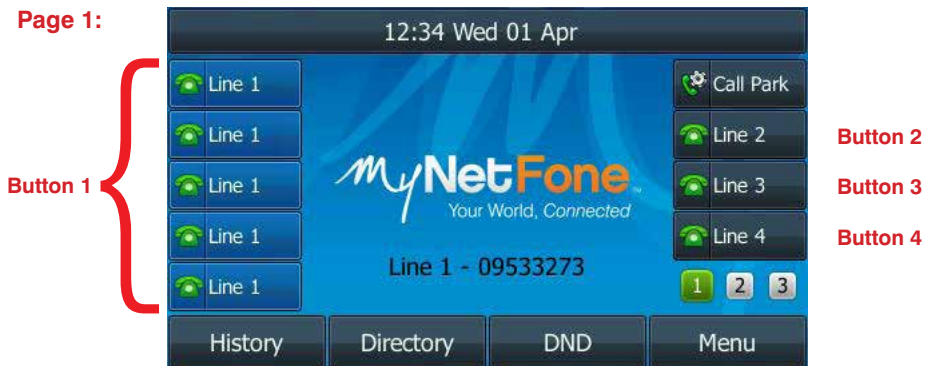 Page 1:
12:34 Wed 01 Apr
Line 1
Call Park
Line 1
Line 2
Button 2
Button 1
Line 1
MyNetFone
Line 3
Button 3
Your World, Connected
Line 1
Line 4
Button 4
Line 1 - 09533273
Line 1
1 2 3
History Directory DND Menu